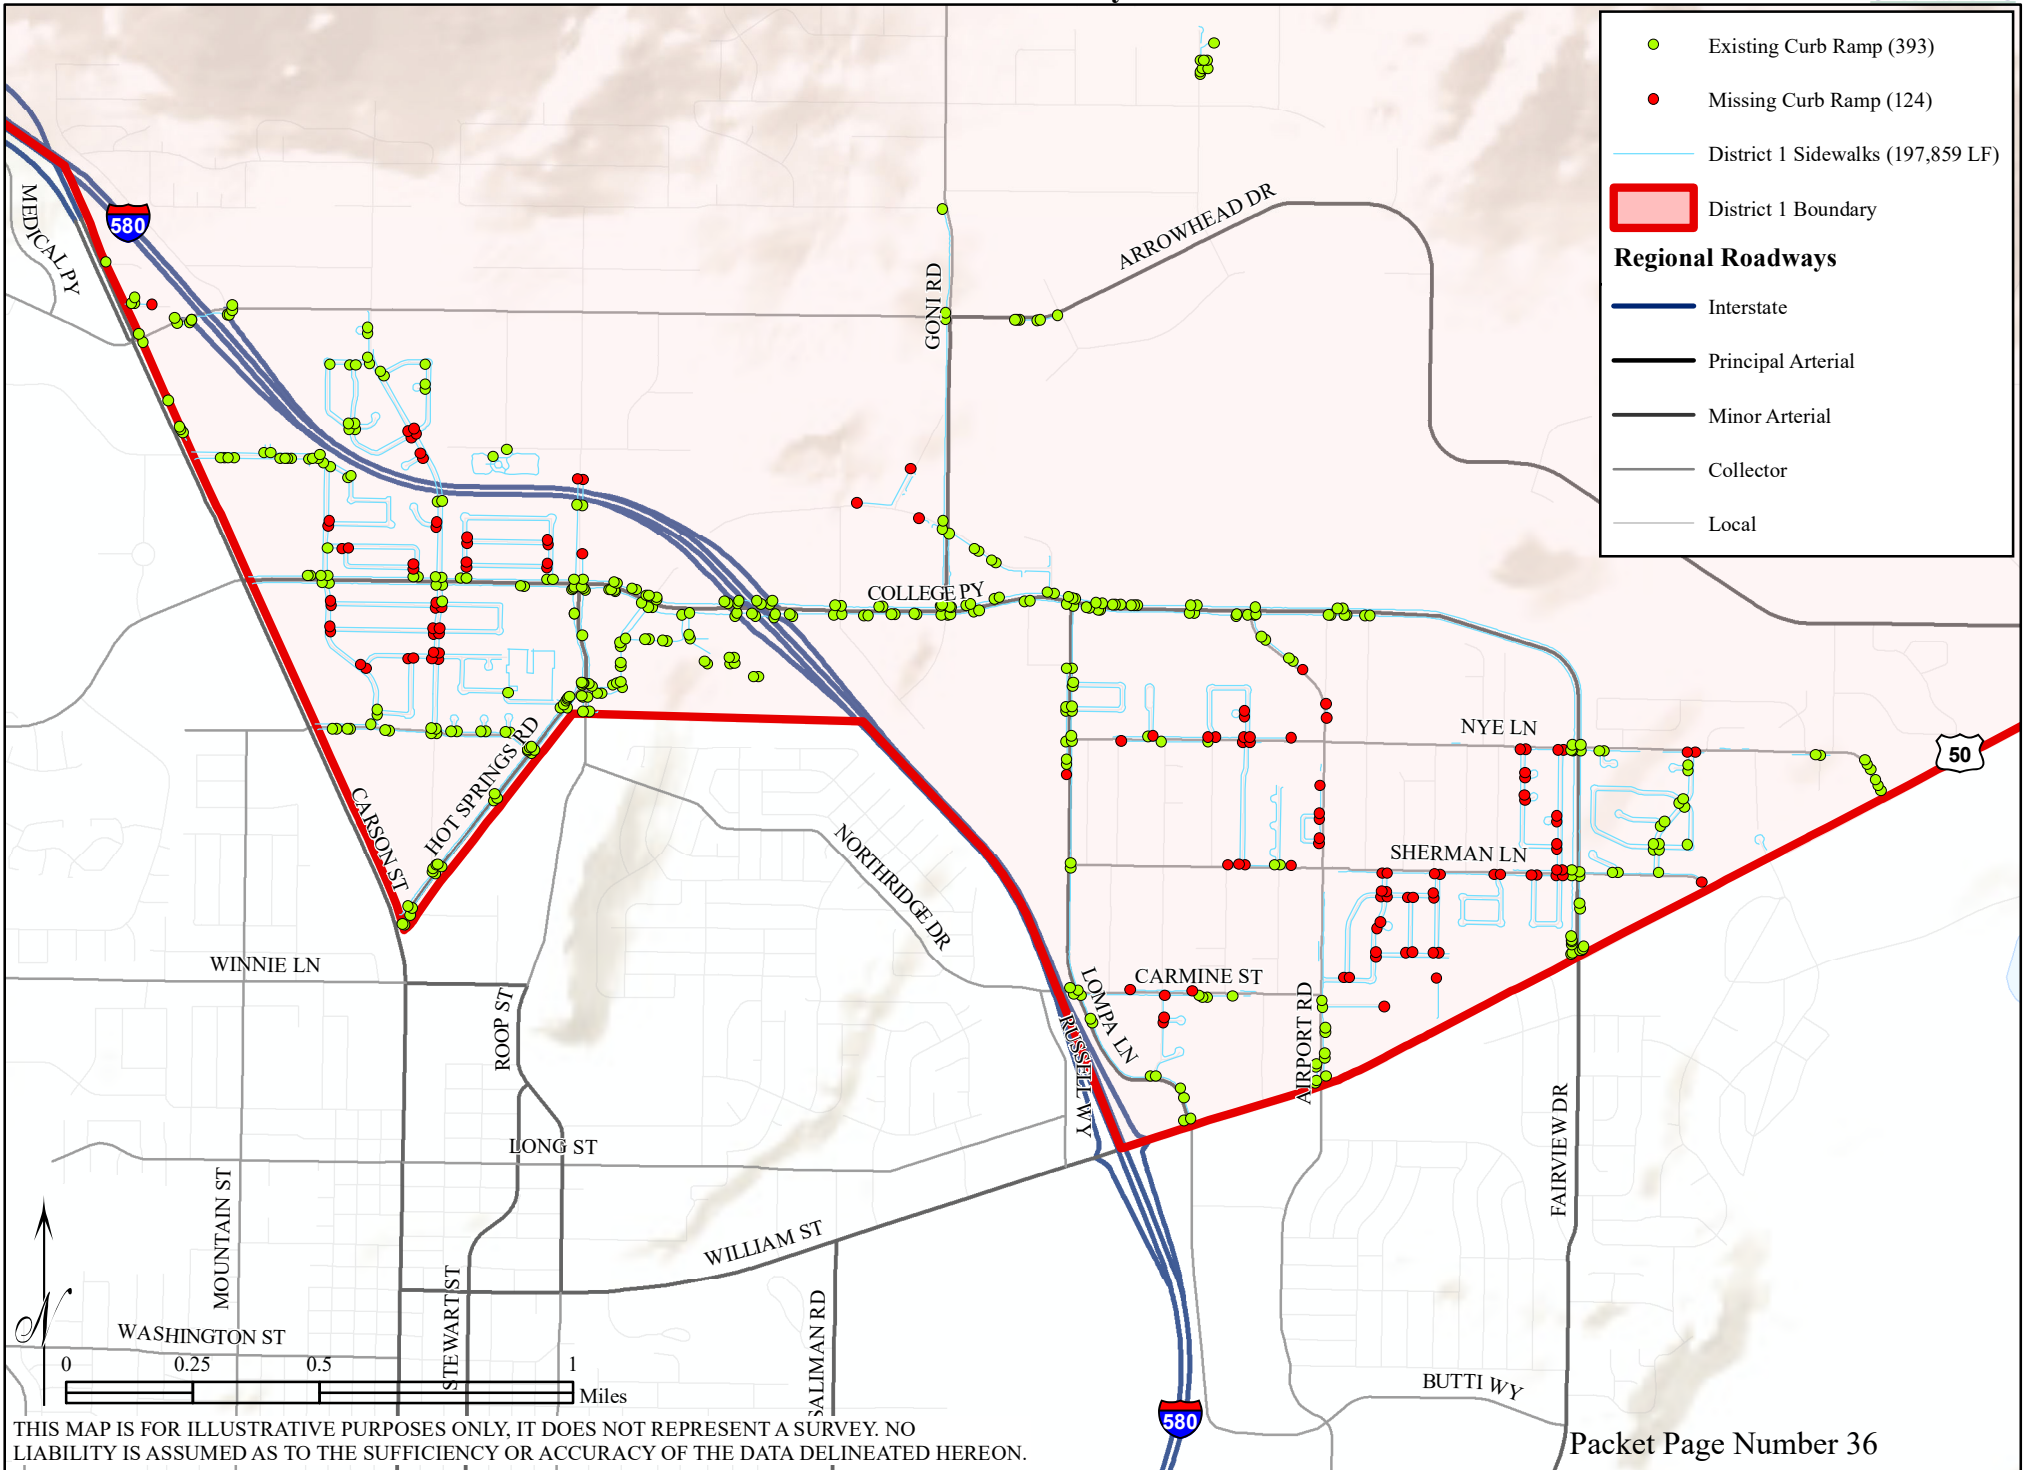 Existing Curb Ramp (393)
Missing Curb Ramp (124)
District 1 Sidewalks (197,859 LF)
District 1 Boundary
Regional Roadways
Interstate
Principal Arterial
Minor Arterial
Collector
Local
MEDICAL PY
580
ARROWHEAD DR
GONI RD
COLLEGE PY
NYE LN
50
HOT SPRINGS RD
CARSON ST
NORTHRIDGE DR
SHERMAN LN
WINNIE LN
ROOP ST
CARMINE ST
LOMPA LN
RUSSELL WY
AIRPORT RD
FAIRVIEW DR
LONG ST
MOUNTAIN ST
WILLIAM ST
STEWART ST
SALIMAN RD
WASHINGTON ST
BUTTI WY
580
N
0 0.25 0.5 1
Miles
THIS MAP IS FOR ILLUSTRATIVE PURPOSES ONLY, IT DOES NOT REPRESENT A SURVEY. NO
LIABILITY IS ASSUMED AS TO THE SUFFICIENCY OR ACCURACY OF THE DATA DELINEATED HEREON.
Packet Page Number 36